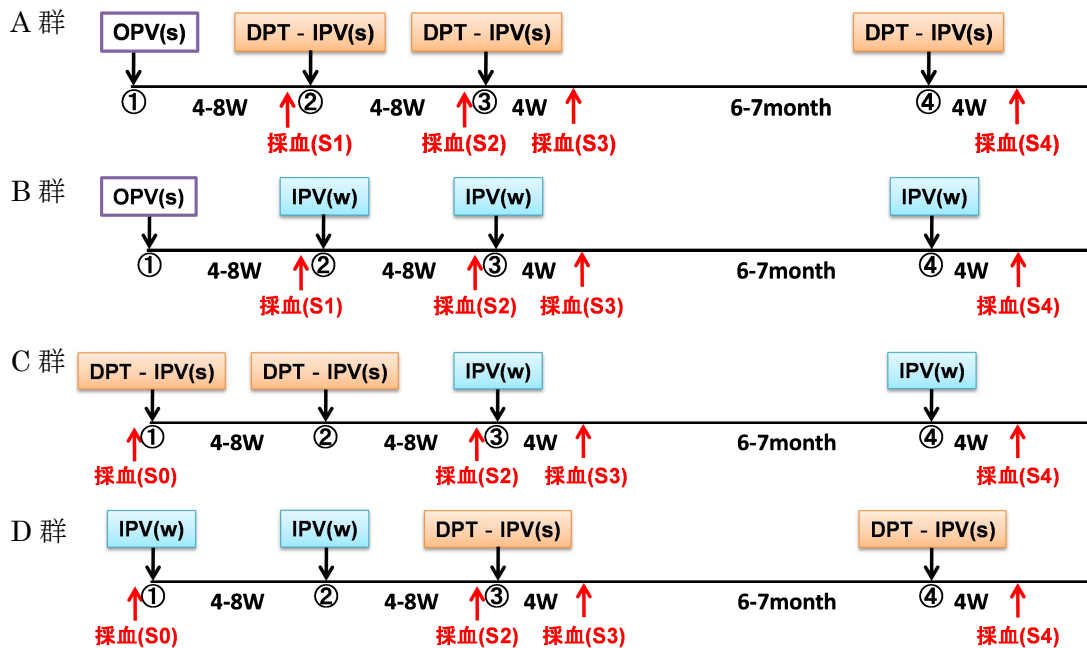 A 群
OPV(s) DPT - IPV(s) DPT - IPV(s) DPT - IPV(s)
① 4-8W ② 4-8W ③ 4W 6-7month ④ 4W
採血(S1) 採血(S2) 採血(S3) 採血(S4)
B 群
OPV(s) IPV(w) IPV(w) IPV(w)
① 4-8W ② 4-8W ③ 4W 6-7month ④ 4W
採血(S1) 採血(S2) 採血(S3) 採血(S4)
C 群
DPT - IPV(s) DPT - IPV(s) IPV(w) IPV(w)
① 4-8W ② 4-8W ③ 4W 6-7month ④ 4W
採血(S0) 採血(S2) 採血(S3) 採血(S4)
D 群
IPV(w) IPV(w) DPT - IPV(s) DPT - IPV(s)
① 4-8W ② 4-8W ③ 4W 6-7month ④ 4W
採血(S0) 採血(S2) 採血(S3) 採血(S4)